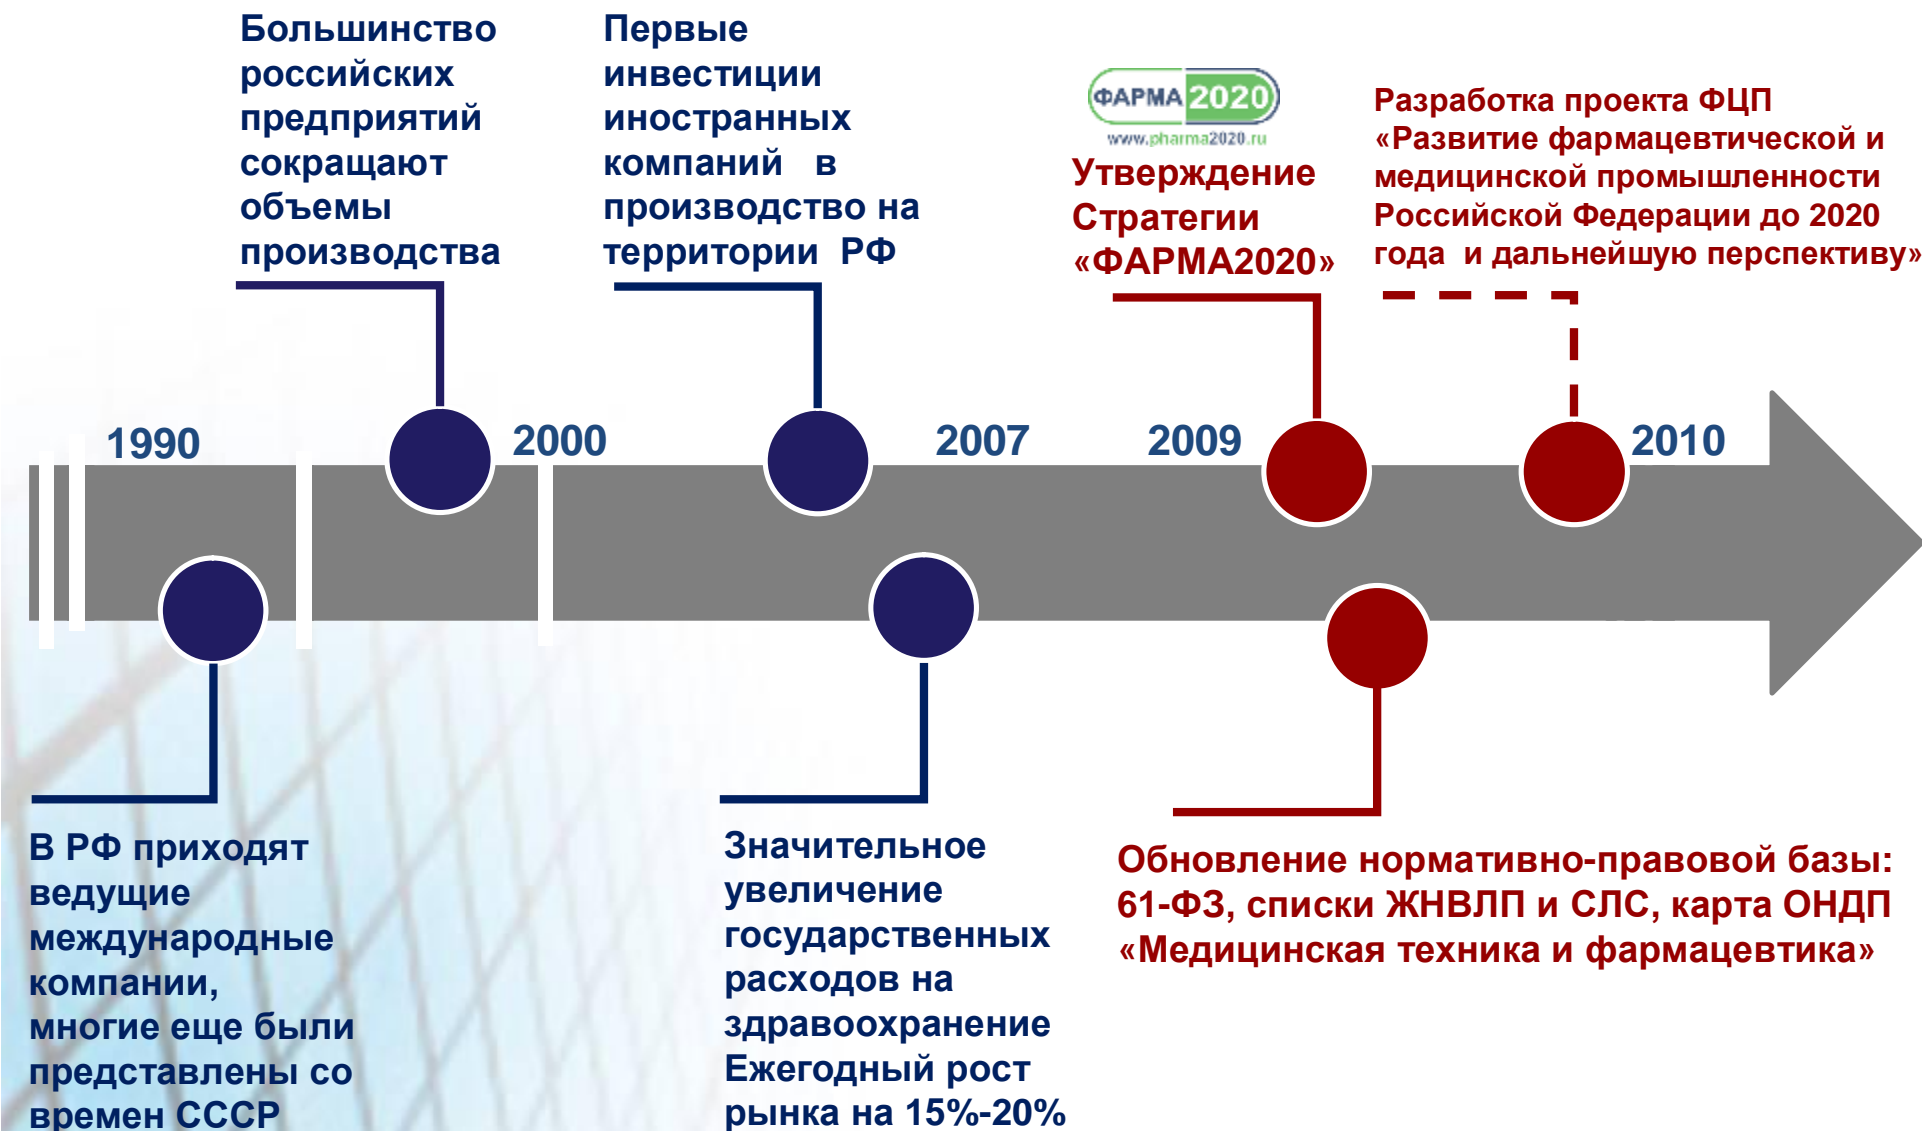 Большинство
российских
предприятий
сокращают
объемы
производства
Первые
инвестиции
иностранных
компаний в
производство на
территории РФ
ФАРМА 2020
www.pharma2020.ru
Утверждение
Стратегии
«ФАРМА2020»
Разработка проекта ФЦП
«Развитие фармацевтической и
медицинской промышленности
Российской Федерации до 2020
года и дальнейшую перспективу»
1990
2000
2007
2009
2010
В РФ приходят
ведущие
международные
компании,
многие еще были
представлены со
времен СССР
Значительное
увеличение
государственных
расходов на
здравоохранение
Ежегодный рост
рынка на 15%-20%
Обновление нормативно-правовой базы:
61-ФЗ, списки ЖНВЛП и СЛС, карта ОНДП
«Медицинская техника и фармацевтика»